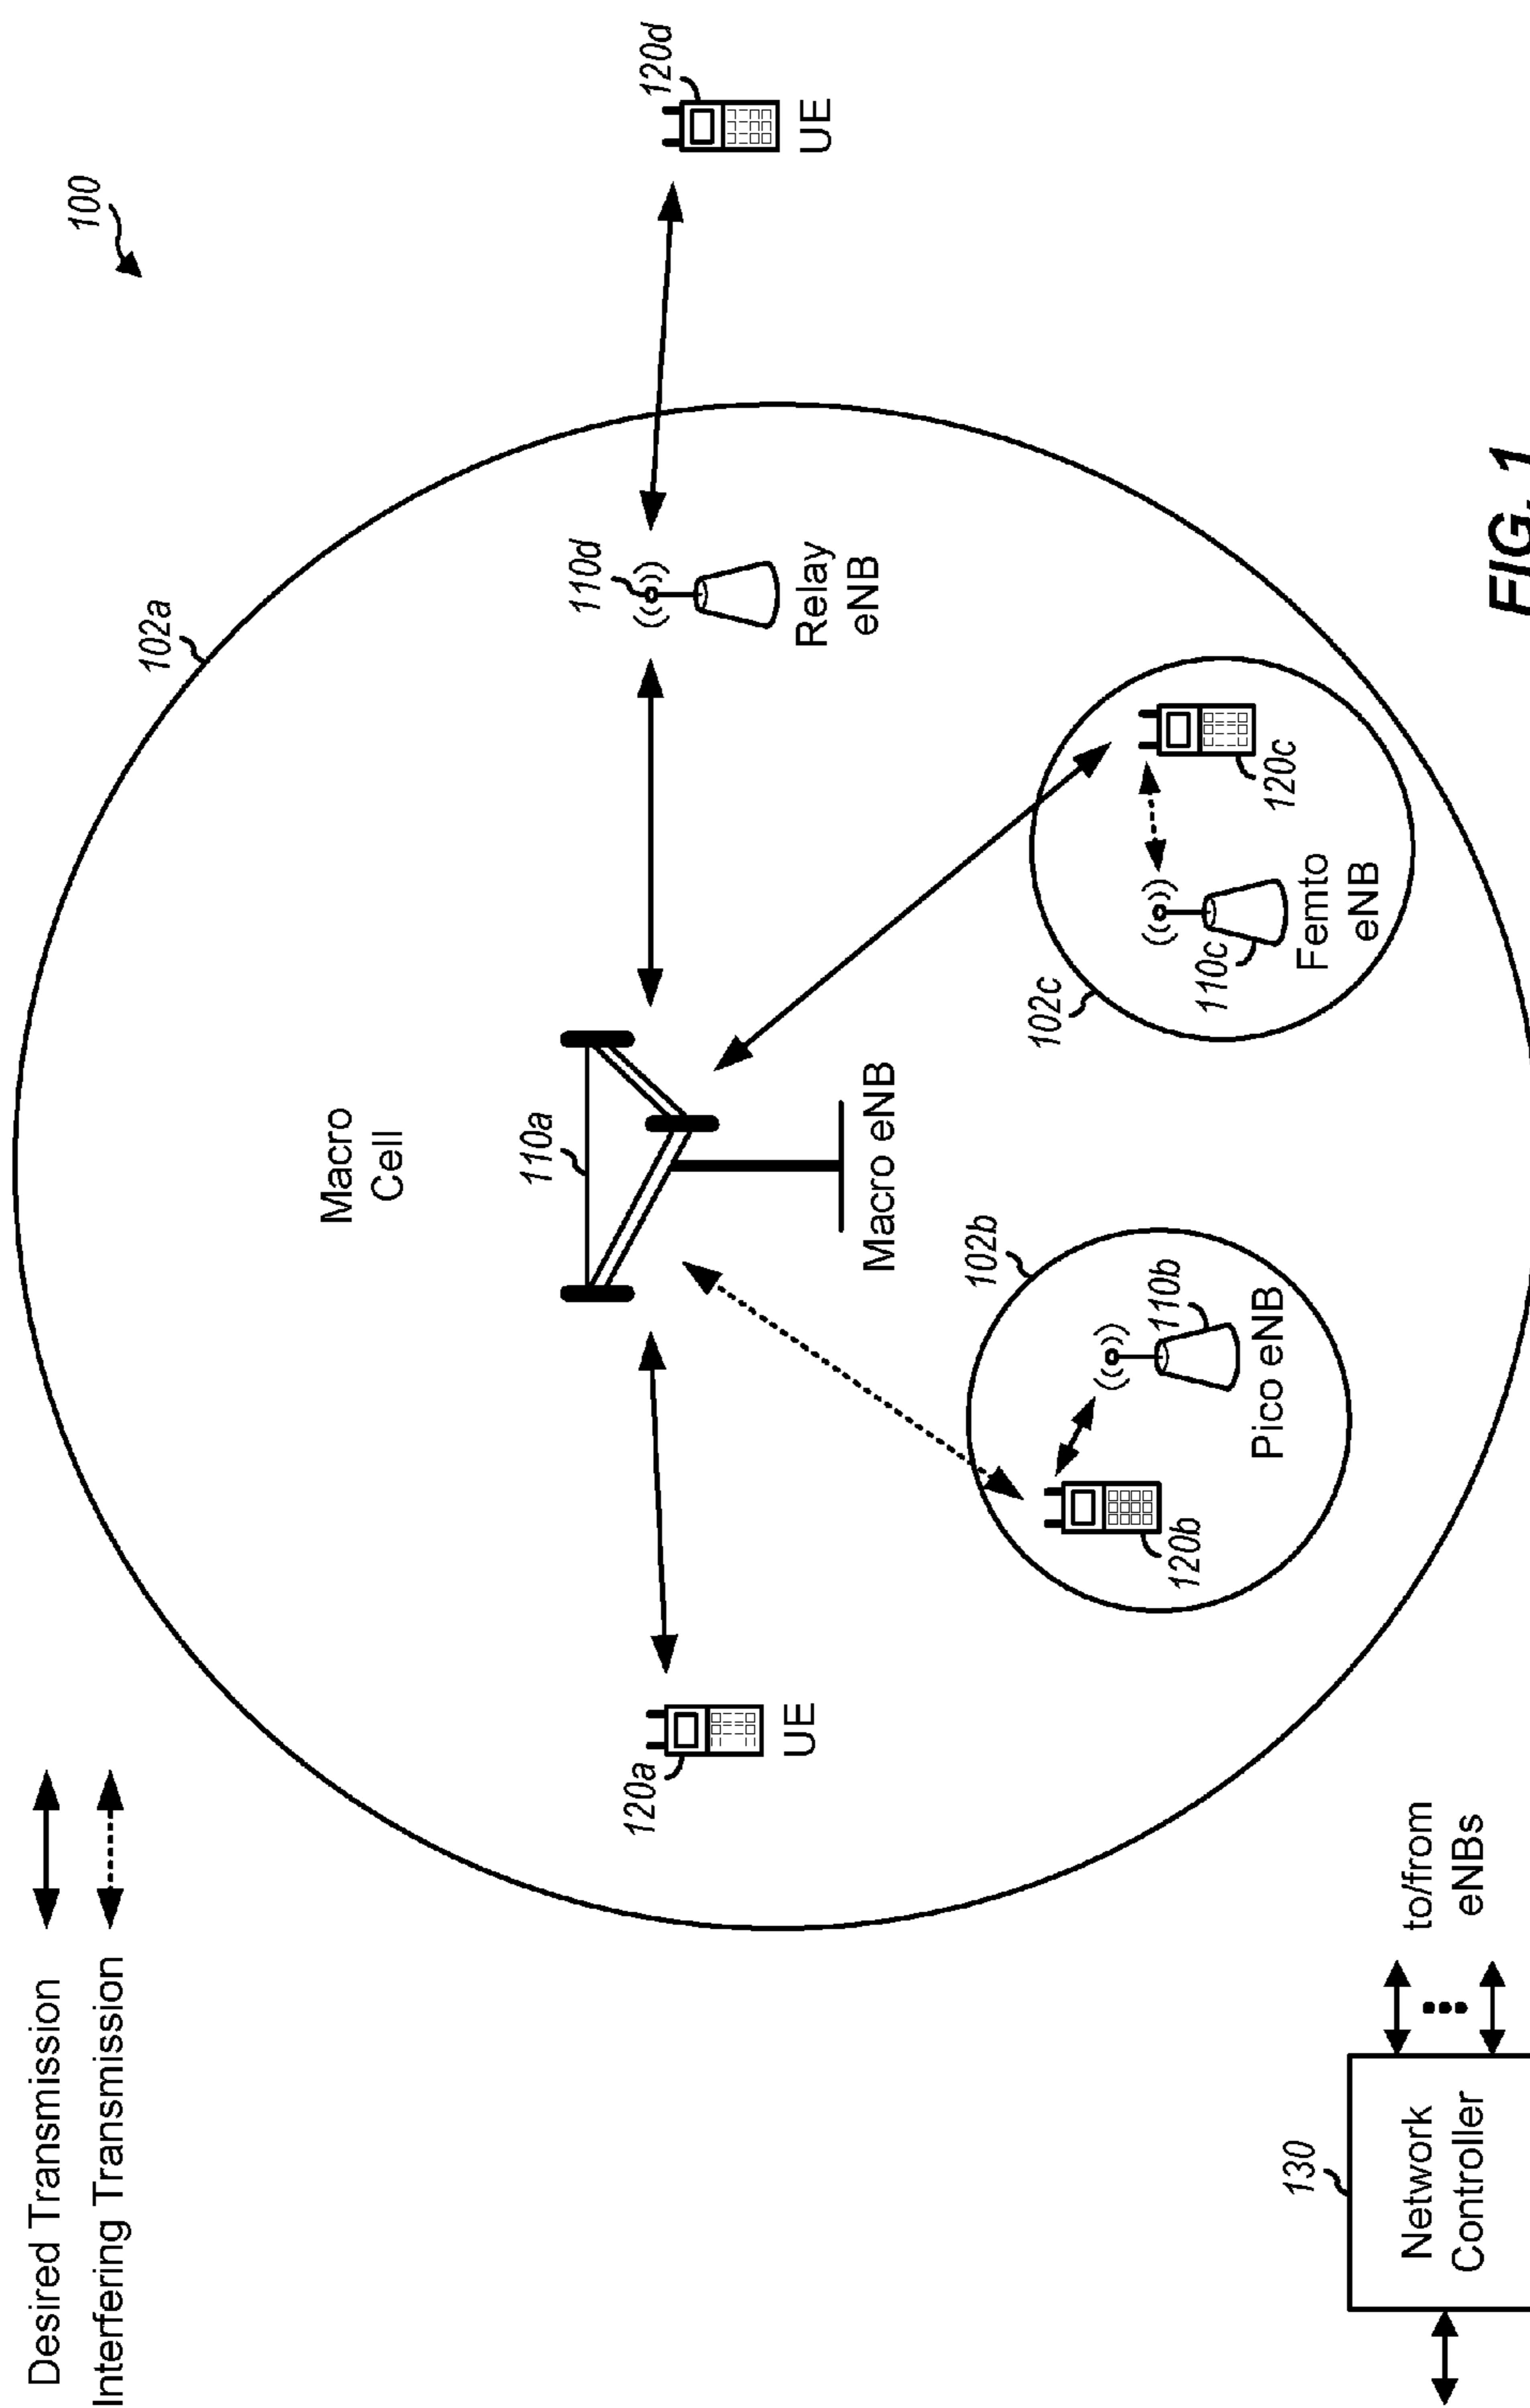 Desired Transmission
Interfering Transmission
100
102a
Macro
Cell
110a
Macro eNB
110d
Relay
eNB
120d
UE
120a
UE
102b
110b
Pico eNB
120b
102c
110c
Femto
eNB
120c
130
Network
Controller
to/from
eNBs
FIG. 1